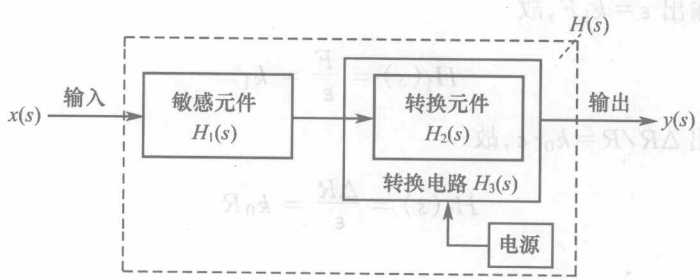 H(s)
x(s)
输入
敏感元件
H₁(s)
转换元件
H₂(s)
转换电路 H₃(s)
输出
y(s)
电源